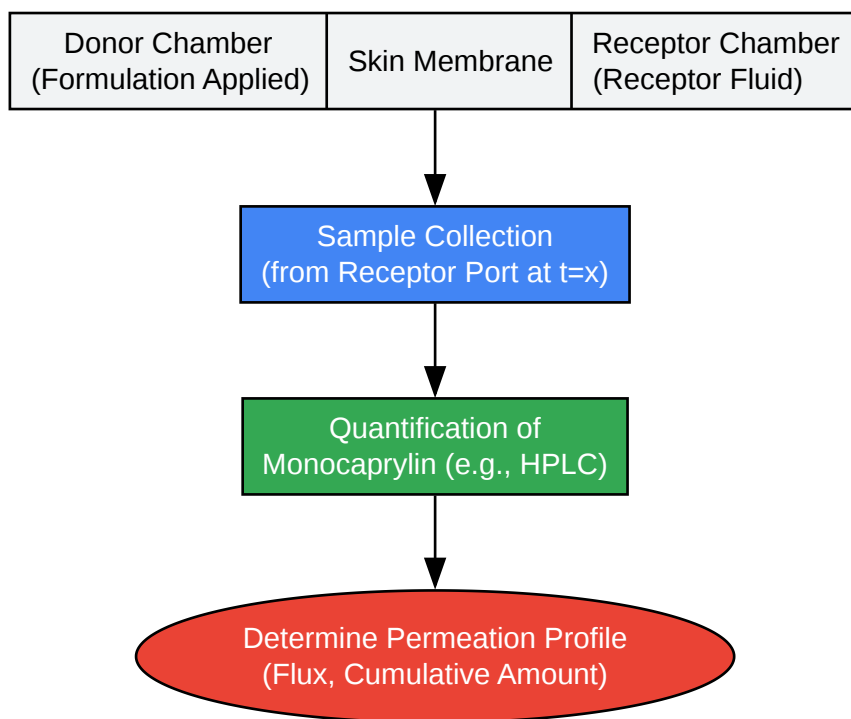 Donor Chamber
(Formulation Applied)
Skin Membrane
Receptor Chamber
(Receptor Fluid)
Sample Collection
(from Receptor Port at t=x)
Quantification of
Monocaprylin (e.g., HPLC)
Determine Permeation Profile
(Flux, Cumulative Amount)